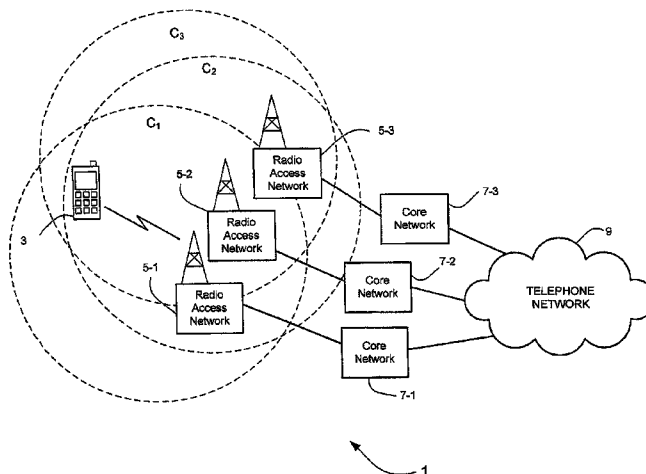 C3
C2
C1
5-3
Radio
Access
Network
5-2
Radio
Access
Network
7-3
Core
Network
3
9
TELEPHONE
NETWORK
7-2
Core
Network
5-1
Radio
Access
Network
Core
Network
7-1
1